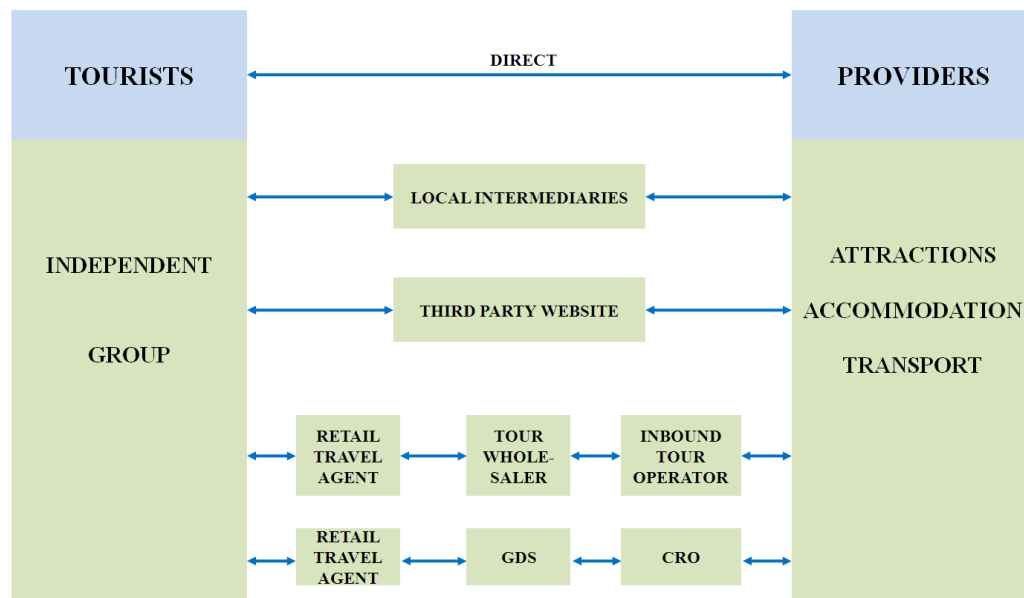 TOURISTS
DIRECT
PROVIDERS
LOCAL INTERMEDIARIES
INDEPENDENT
GROUP
THIRD PARTY WEBSITE
ATTRACTIONS
ACCOMMODATION
TRANSPORT
RETAIL
TRAVEL
AGENT
TOUR
WHOLE-
SALER
INBOUND
TOUR
OPERATOR
RETAIL
TRAVEL
AGENT
GDS
CRO